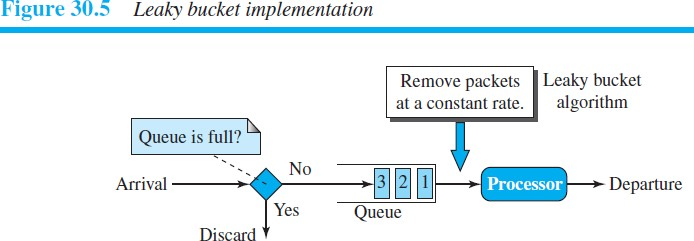 Figure 30.5 Leaky bucket implementation
Remove packets
at a constant rate.
Leaky bucket
algorithm
Queue is full?
Arrival
No
3 2 1
Processor
Departure
Yes
Queue
Discard